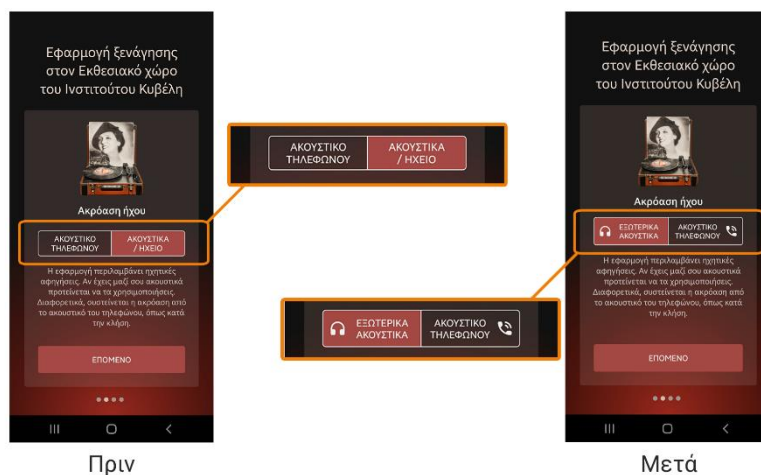 Εφαρμογή ξενάγησης
στον Εκθεσιακό χώρο
του Ινστιτούτου Κυβέλη
Ακρόαση ήχου
ΑΚΟΥΣΤΙΚΟ
ΤΗΛΕΦΩΝΟΥ
ΑΚΟΥΣΤΙΚΑ
/ ΗΧΕΙΟ
Η εφαρμογή περιλαμβάνει ηχητικές
αφηγήσεις. Αν έχεις μαζί σου ακουστικά
προτείνεται να τα χρησιμοποιήσεις.
Διαφορετικά, συστείνεται η ακρόαση από
το ακουστικό του τηλεφώνου, όπως κατά
την κλήση.
ΕΠΟΜΕΝΟ
Πριν
ΑΚΟΥΣΤΙΚΟ
ΤΗΛΕΦΩΝΟΥ
ΑΚΟΥΣΤΙΚΑ
/ ΗΧΕΙΟ
ΕΞΩΤΕΡΙΚΑ
ΑΚΟΥΣΤΙΚΑ
ΑΚΟΥΣΤΙΚΟ
ΤΗΛΕΦΩΝΟΥ
Εφαρμογή ξενάγησης
στον Εκθεσιακό χώρο
του Ινστιτούτου Κυβέλη
Ακρόαση ήχου
ΕΞΩΤΕΡΙΚΑ
ΑΚΟΥΣΤΙΚΑ
ΑΚΟΥΣΤΙΚΟ
ΤΗΛΕΦΩΝΟΥ
Η εφαρμογή περιλαμβάνει ηχητικές
αφηγήσεις. Αν έχεις μαζί σου ακουστικά
προτείνεται να τα χρησιμοποιήσεις.
Διαφορετικά, συστείνεται η ακρόαση από
το ακουστικό του τηλεφώνου, όπως κατά
την κλήση.
ΕΠΟΜΕΝΟ
Μετά